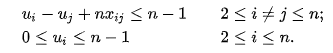 u_i - u_j + nx_{ij} ≤ n − 1 2 ≤ i ≠ j ≤ n;
0 ≤ u_i ≤ n − 1 2 ≤ i ≤ n.